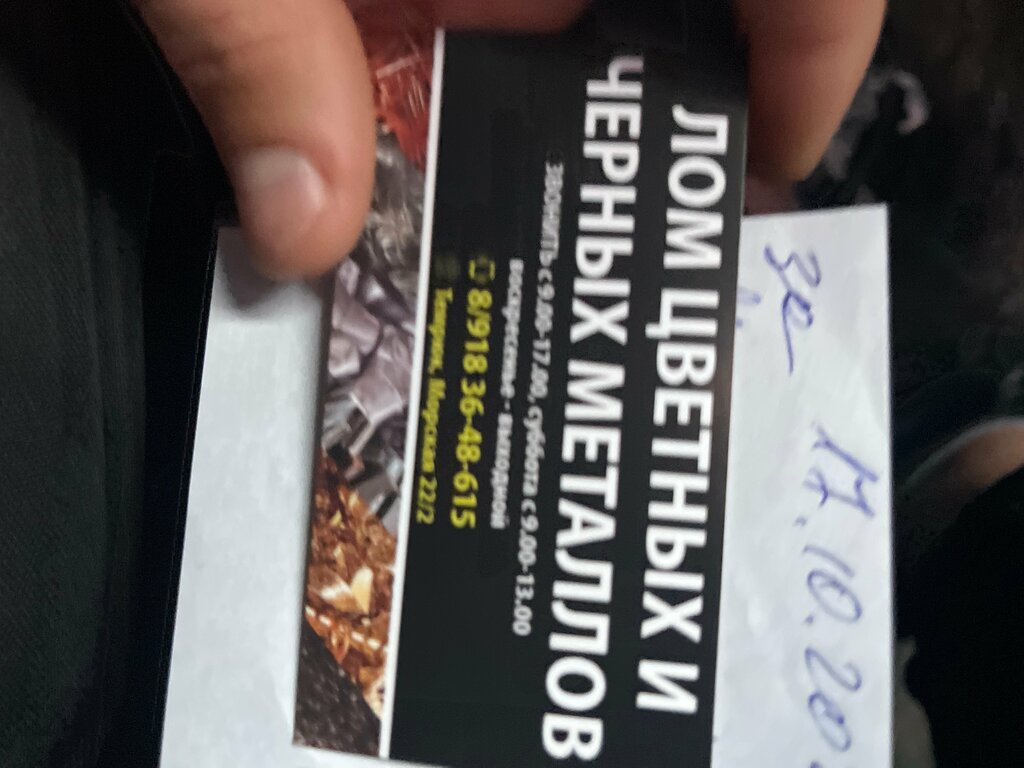 ЛОМ ЦВЕТНЫХ И
ЧЕРНЫХ МЕТАЛЛОВ
звонить с 9.00-17.00, суббота с 9.00-13.00
воскресенье - выходной
8/918 36-48-615
Темрюк, Морская 22/2
10.20